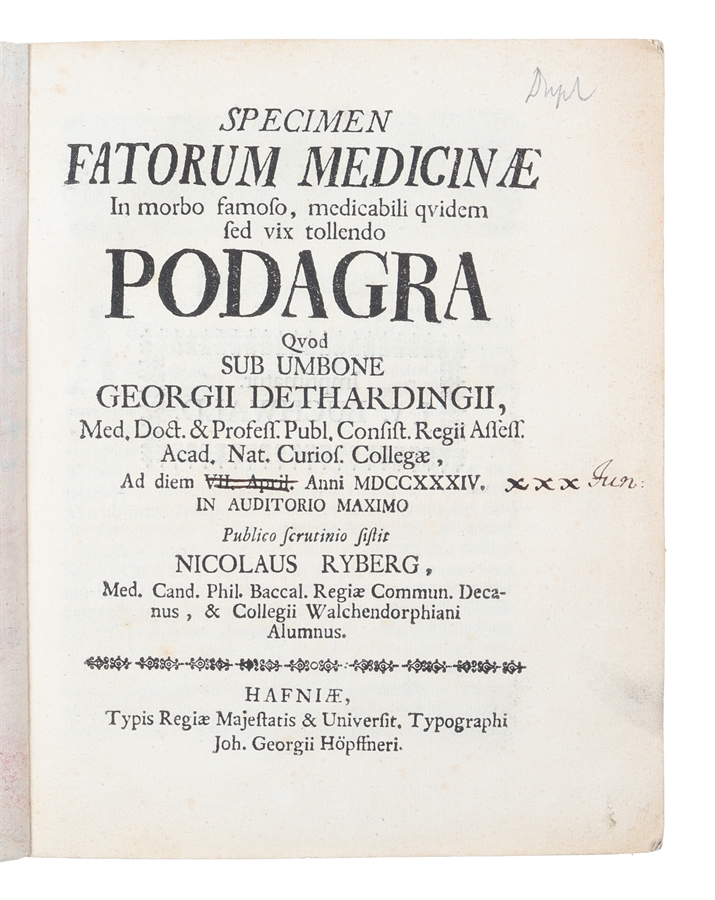 Dupl
SPECIMEN
FATORUM MEDICINÆ
In morbo famoſo, medicabili qvidem
ſed vix tollendo
PODAGRA
Qvod
SUB UMBONE
GEORGII DETHARDINGII,
Med. Doct. & Profeſſ. Publ. Conſiſt. Regii Aſſeſſ.
Acad. Nat. Curioſ. Collegæ,
Ad diem VII. April. Anni MDCCXXXIV. xxx Jun:
IN AUDITORIO MAXIMO
Publico ſcrutinio ſiſtit
NICOLAUS RYBERG,
Med. Cand. Phil. Baccal. Regiæ Commun. Deca-
nus, & Collegii Walchendorphiani
Alumnus.
HAFNIÆ,
Typis Regiæ Majeſtatis & Univerſit. Typographi
Joh. Georgii Höpffneri.